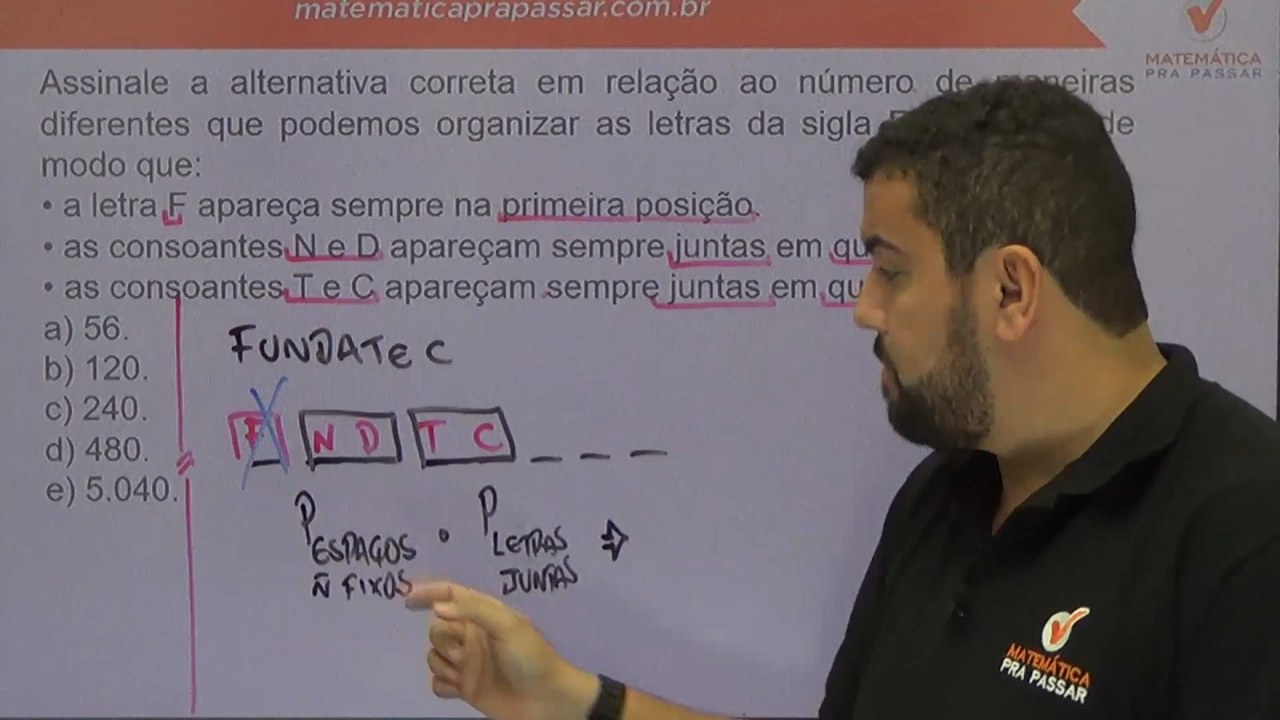 matematicaprapassar.com.br
MATEMÁTICA
PRA PASSAR
Assinale a alternativa correta em relação ao número de maneiras
diferentes que podemos organizar as letras da sigla de
modo que:
• a letra F apareça sempre na primeira posição.
• as consoantes N e D apareçam sempre juntas em qu
• as consoantes T e C apareçam sempre juntas em qu
a) 56.
b) 120.
c) 240.
d) 480.
e) 5.040.
FUNDATeC
F N D T C _ _ _
P ESPAÇOS Ñ FIXOS • P LETRAS JUNTAS ⇒
MATEMÁTICA
PRA PASSAR